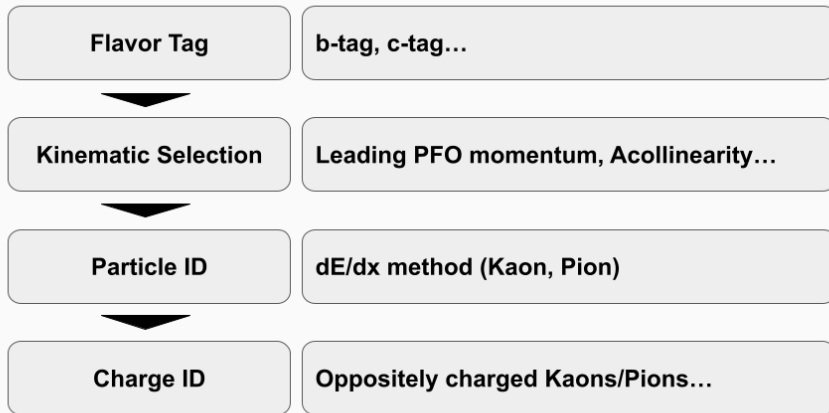 Flavor Tag
b-tag, c-tag…
Kinematic Selection
Leading PFO momentum, Acollinearity…
Particle ID
dE/dx method (Kaon, Pion)
Charge ID
Oppositely charged Kaons/Pions…